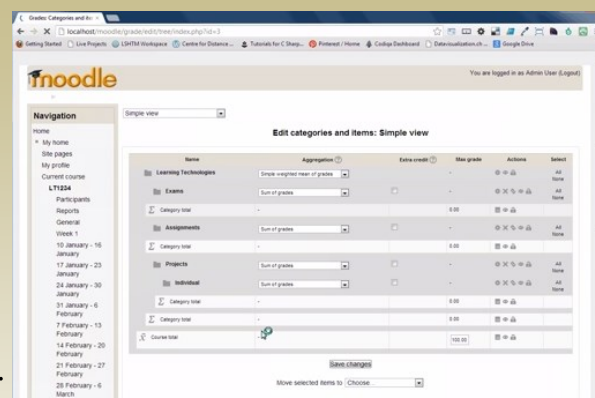 Grades: Categories and items
localhost/moodle/grade/edit/tree/index.php?id=3
Getting Started Live Projects LSHTM Workspace Centre for Distance ... Tutorials for C Sharp... Pinterest / Home Codiqa Dashboard Datavisualization.ch ... Google Drive
moodle
You are logged in as Admin User (Logout)
Navigation
Home
My home
Site pages
My profile
Current course
LT1234
Participants
Reports
General
Week 1
10 January - 16 January
17 January - 23 January
24 January - 30 January
31 January - 6 February
7 February - 13 February
14 February - 20 February
21 February - 27 February
28 February - 6 March
Simple view
Edit categories and items: Simple view
Name Aggregation Extra credit Max grade Actions Select
Learning Technologies Simple weighted mean of grades - All None
Exams Sum of grades - All None
Σ Category total - 0.00
Assignments Sum of grades - All None
Σ Category total - 0.00
Projects Sum of grades - All None
Individual Sum of grades - All None
Σ Category total - 0.00
Σ Category total - 0.00
Course total - 100.00
Save changes
Move selected items to Choose...